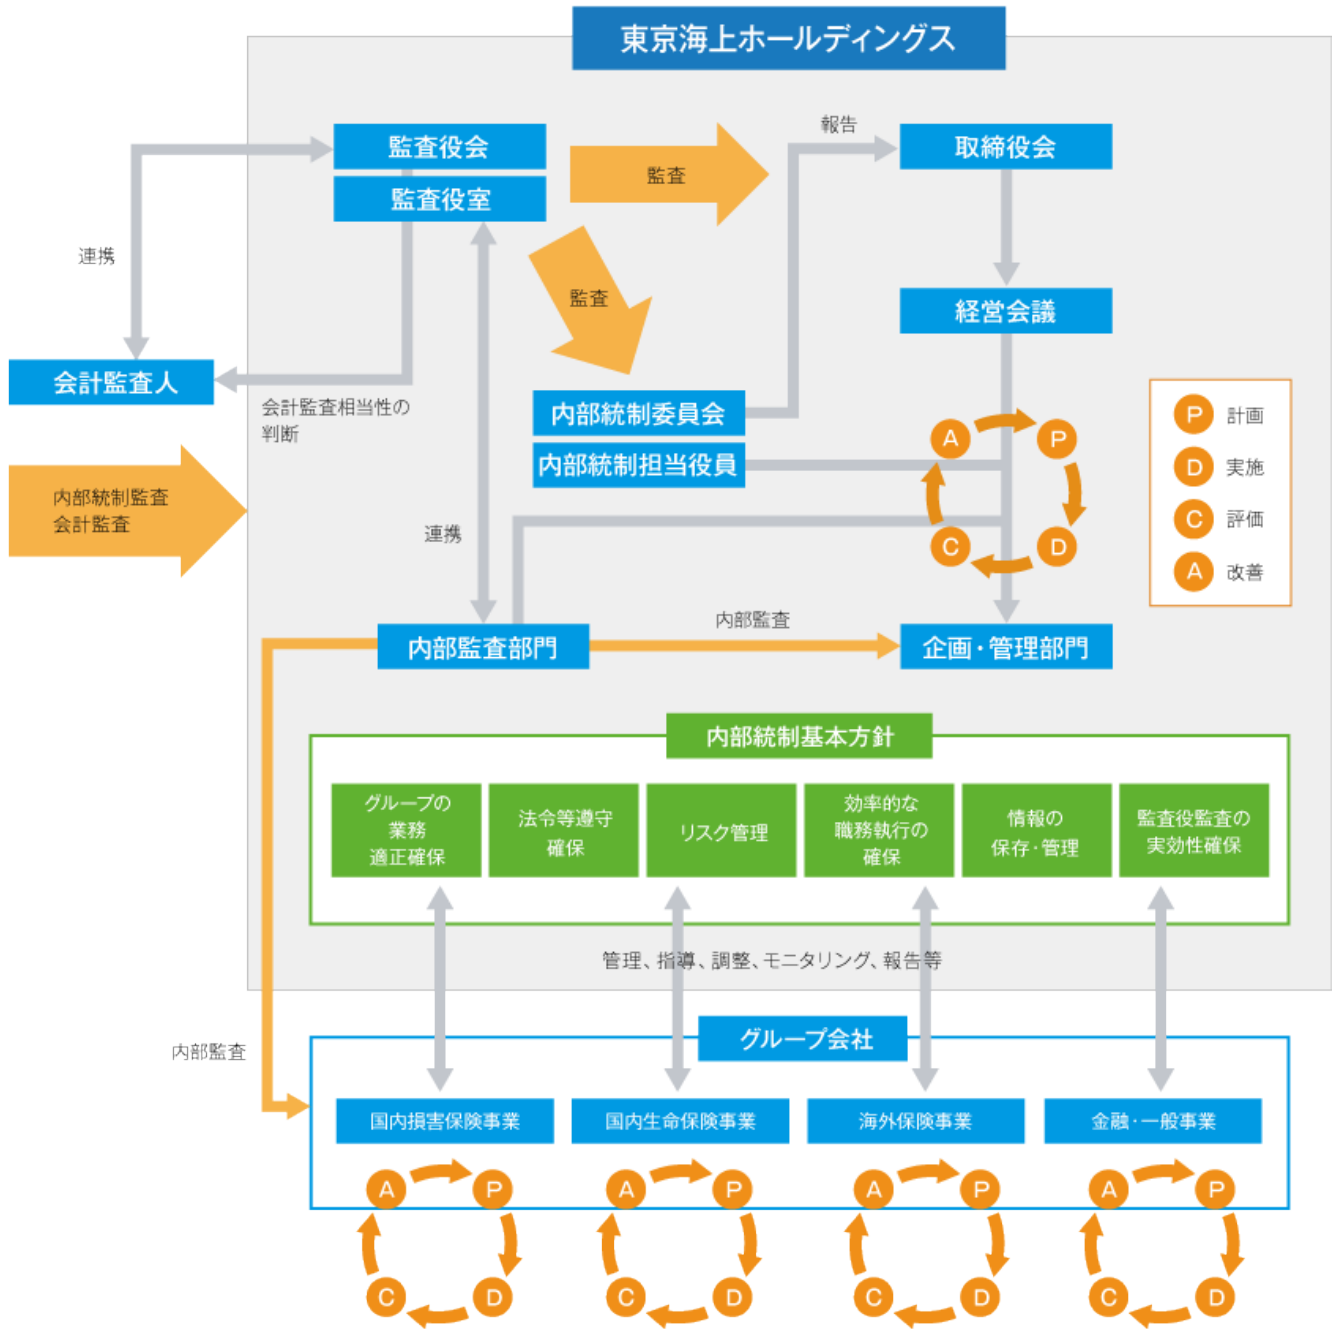 東京海上ホールディングス
報告
監査役会
取締役会
監査
監査役室
連携
監査
経営会議
会計監査人
会計監査相当性の
判断
内部統制委員会
内部統制担当役員
A
P
C
D
P 計画
D 実施
C 評価
A 改善
内部統制監査
会計監査
連携
内部監査
内部監査部門
企画・管理部門
内部統制基本方針
グループの
業務
適正確保
法令等遵守
確保
リスク管理
効率的な
職務執行の
確保
情報の
保存・管理
監査役監査の
実効性確保
管理、指導、調整、モニタリング、報告等
内部監査
グループ会社
国内損害保険事業
国内生命保険事業
海外保険事業
金融・一般事業
A P A P A P A P
C D C D C D C D